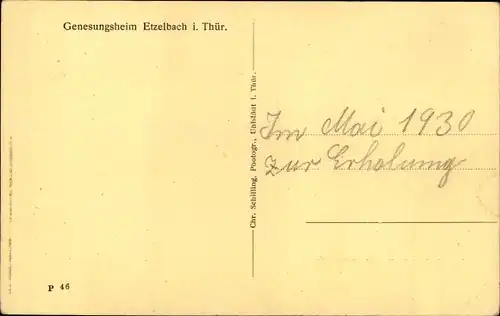 Genesungsheim Etzelbach i. Thür.
Chr. Schilling, Photogr., Uhlstädt i. Thür.
Im Mai 1930
zur Erholung
P 46